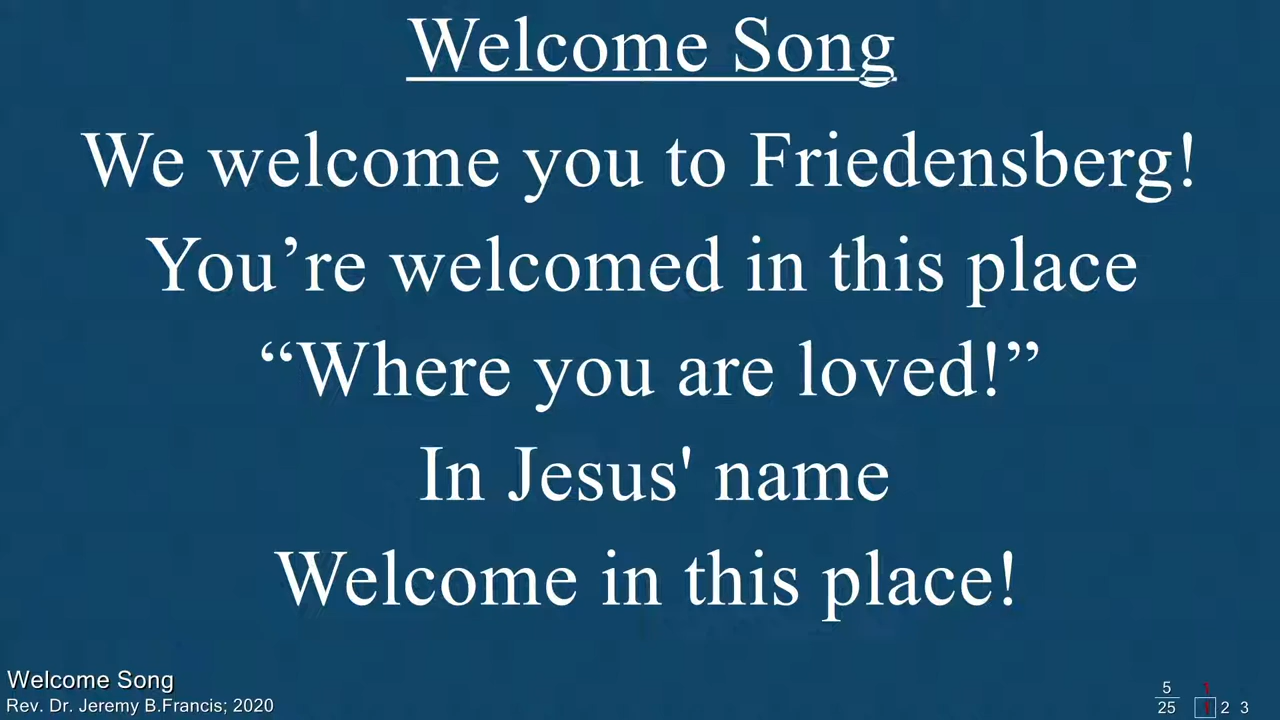 Welcome Song
We welcome you to Friedensberg!
You’re welcomed in this place
“Where you are loved!”
In Jesus' name
Welcome in this place!
Welcome Song
Rev. Dr. Jeremy B.Francis; 2020
5 1
25 1 2 3